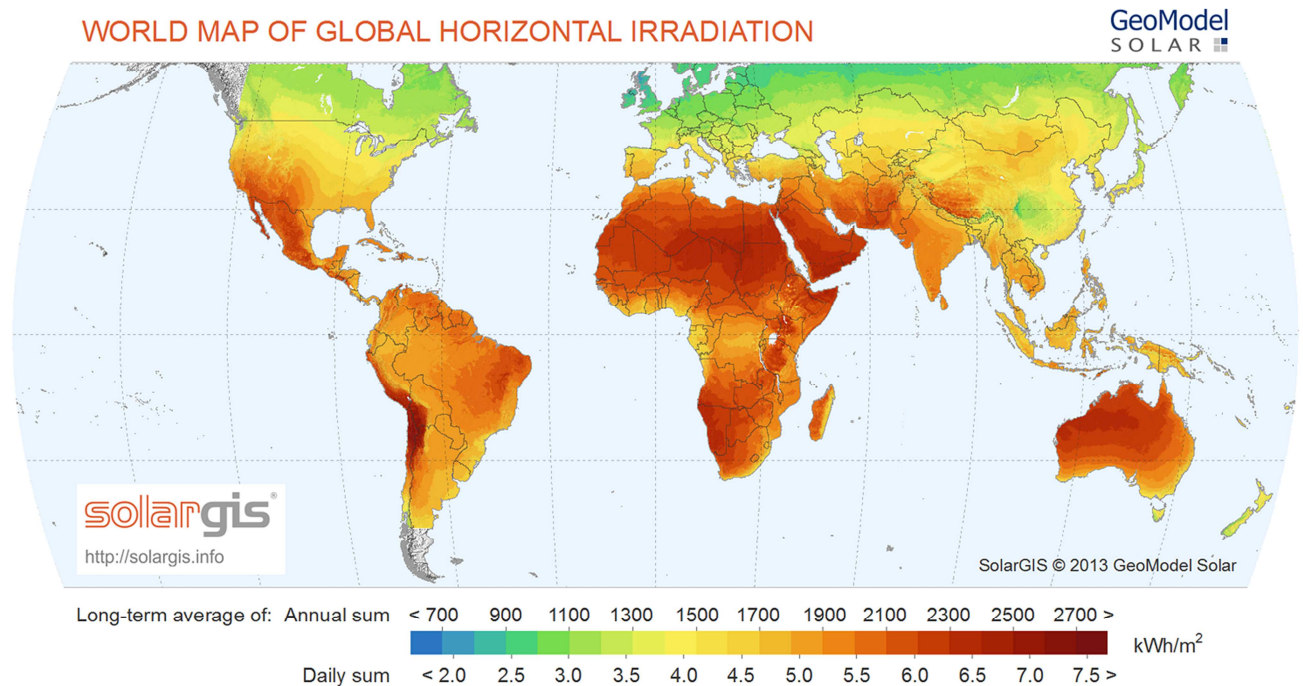 WORLD MAP OF GLOBAL HORIZONTAL IRRADIATION
GeoModel
SOLAR
solargis®
http://solargis.info
SolarGIS © 2013 GeoModel Solar
Long-term average of: Annual sum < 700 900 1100 1300 1500 1700 1900 2100 2300 2500 2700 >
kWh/m²
Daily sum < 2.0 2.5 3.0 3.5 4.0 4.5 5.0 5.5 6.0 6.5 7.0 7.5 >